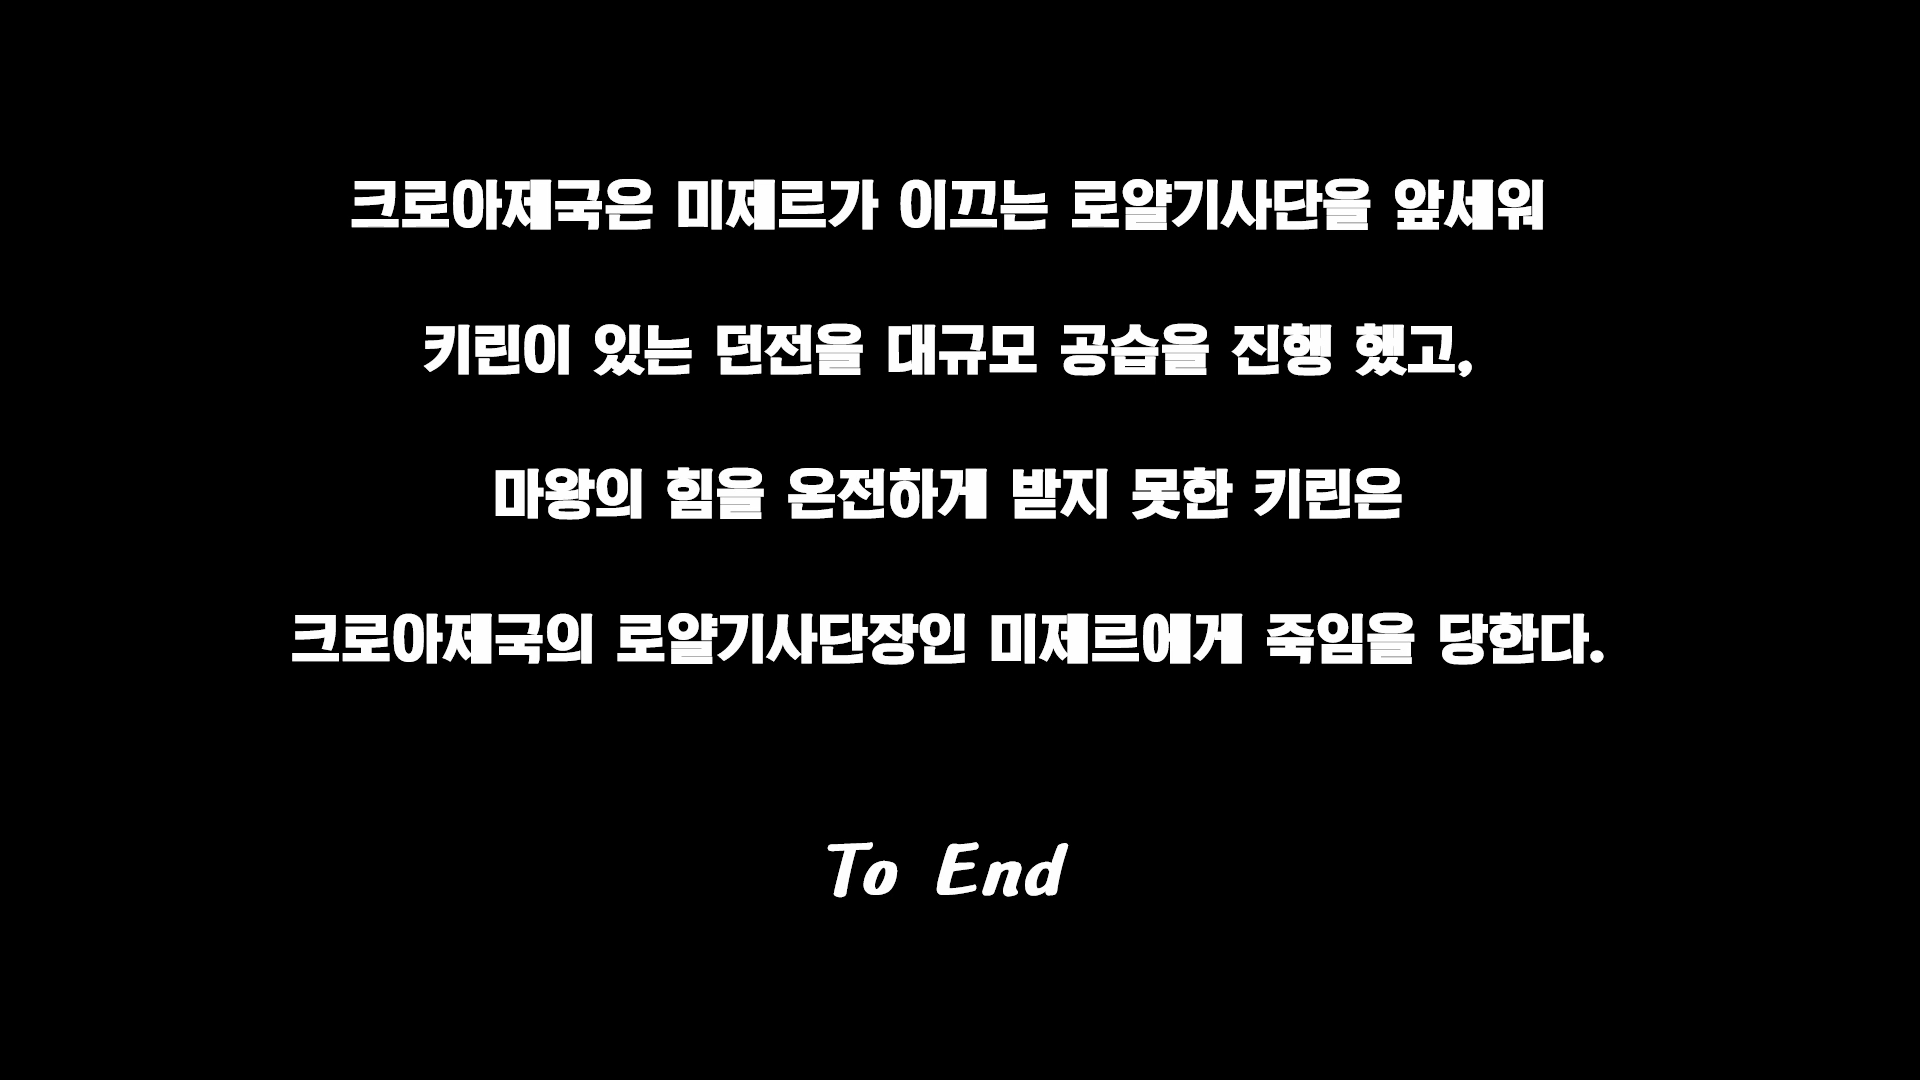 크로아제국은 미제르가 이끄는 로얄기사단을 앞세워
키린이 있는 던전을 대규모 공습을 진행 했고,
마왕의 힘을 온전하게 받지 못한 키린은
크로아제국의 로얄기사단장인 미제르에게 죽임을 당한다.
To End